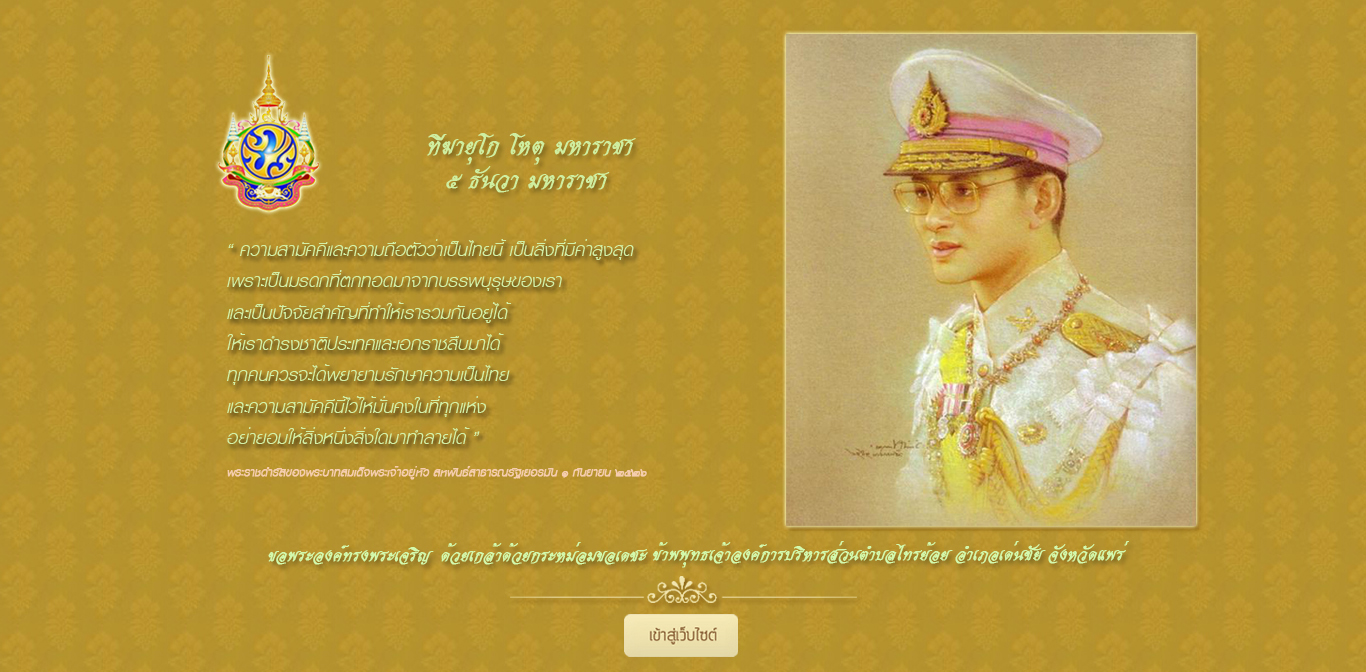 ทีฆายุโก โหตุ มหาราชา
๕ ธันวา มหาราชา
“ ความสามัคคีและความถือตัวว่าเป็นไทยนี้ เป็นสิ่งที่มีค่าสูงสุด
เพราะเป็นมรดกที่ตกทอดมาจากบรรพบุรุษของเรา
และเป็นปัจจัยสำคัญที่ทำให้เรารวมกันอยู่ได้
ให้เราดำรงชาติประเทศและเอกราชสืบมาได้
ทุกคนควรจะได้พยายามรักษาความเป็นไทย
และความสามัคคีนี้ไว้ให้มั่นคงในที่ทุกแห่ง
อย่ายอมให้สิ่งหนึ่งสิ่งใดมาทำลายได้ ”
พระราชดำรัสของพระบาทสมเด็จพระเจ้าอยู่หัว สหพันธ์สาธารณรัฐเยอรมัน ๑ กันยายน ๒๕๒๖
ขอพระองค์ทรงพระเจริญ ด้วยเกล้าด้วยกระหม่อมขอเดชะ ข้าพพุทธเจ้าองค์การบริหารส่วนตำบลไทรย้อย อำเภอเด่นชัย จังหวัดแพร่
เข้าสู่เว็บไซต์